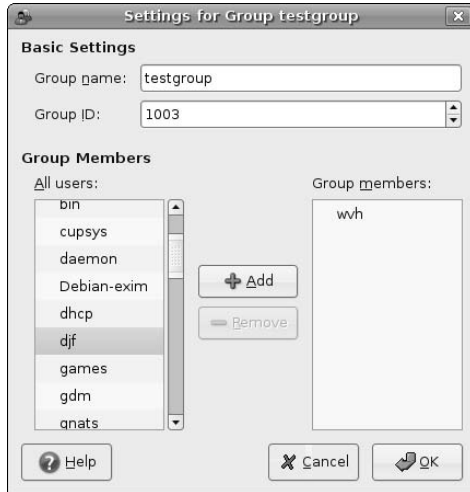 Settings for Group testgroup
Basic Settings
Group name: testgroup
Group ID: 1003
Group Members
All users:
Group members:
bin
cupsys
daemon
Debian-exim
dhcp
djf
games
gdm
gnats
Add
Remove
wvh
Help
Cancel
OK